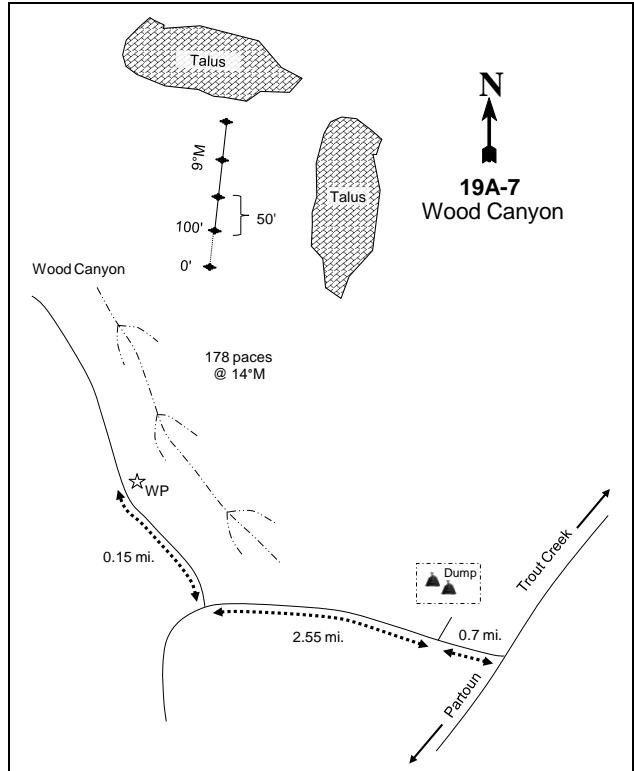 Talus
N
9°M
19A-7
Wood Canyon
Talus
50'
100'
0'
Wood Canyon
178 paces
@ 14°M
WP
0.15 mi.
Dump
Trout Creek
2.55 mi.
0.7 mi.
Partoun